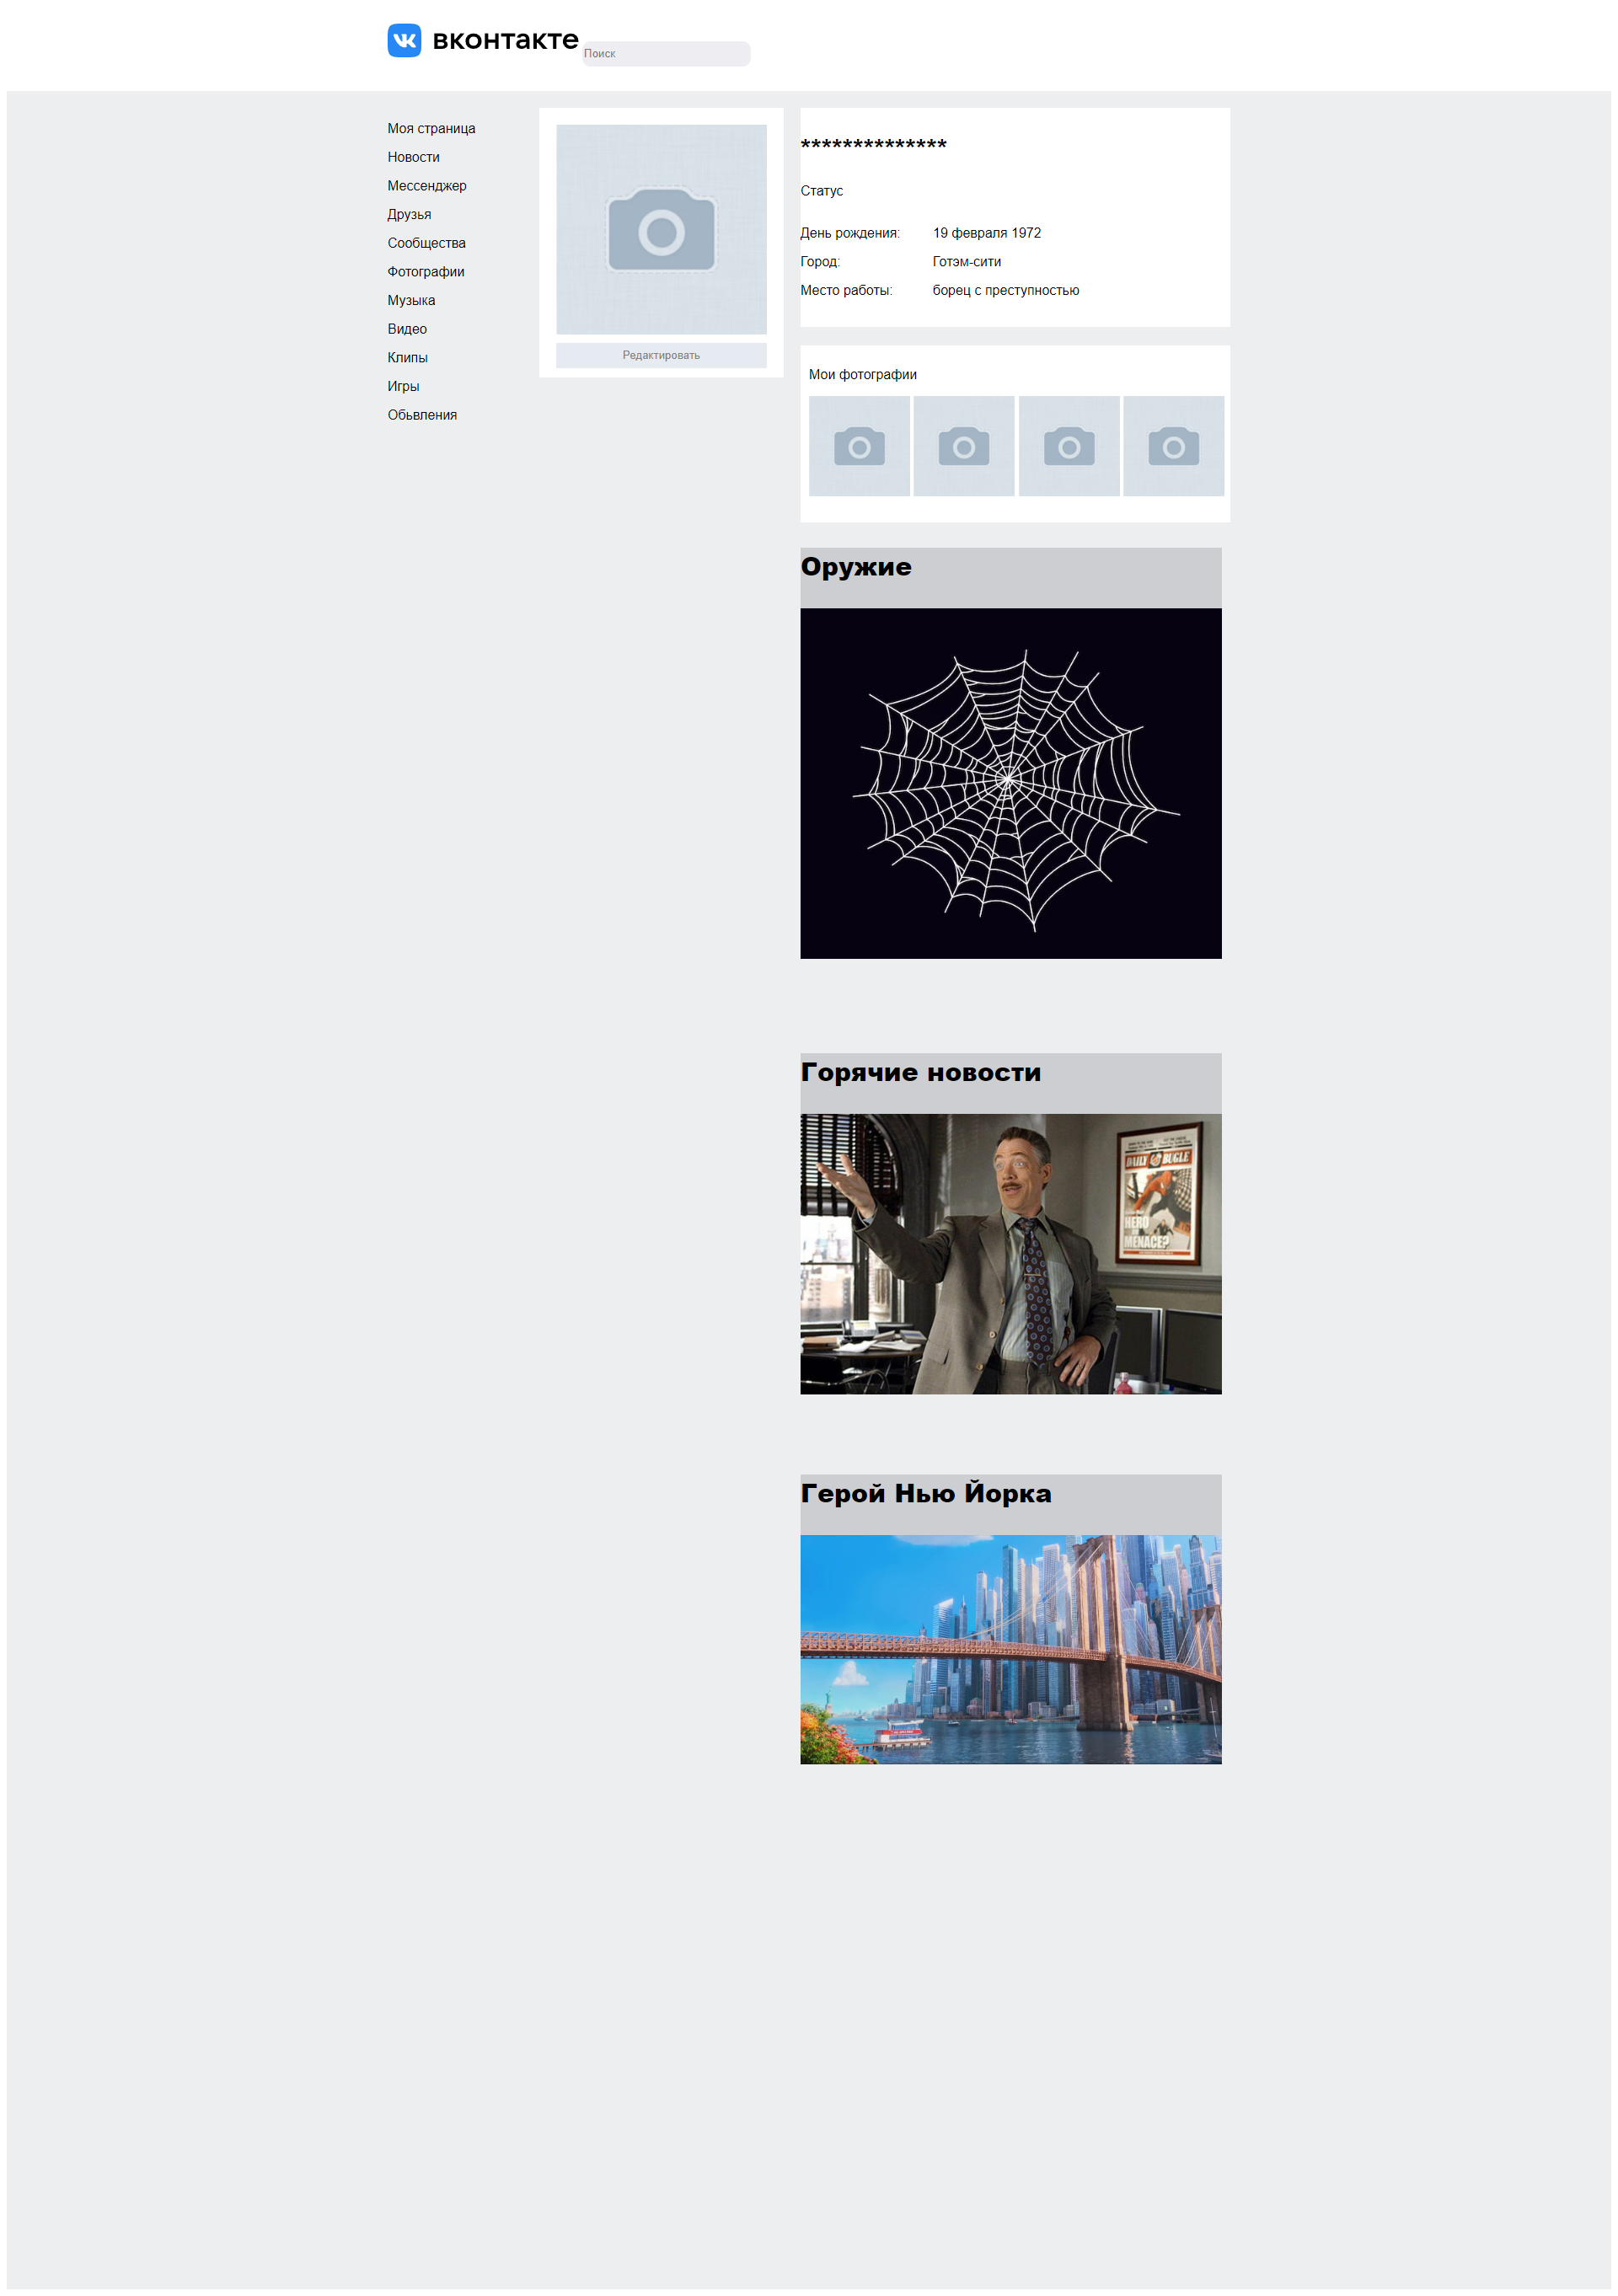 вконтакте
Поиск
Моя страница
Новости
Мессенджер
Друзья
Сообщества
Фотографии
Музыка
Видео
Клипы
Игры
Обьвления
Редактировать
**************
Статус
День рождения: 19 февраля 1972
Город: Готэм-сити
Место работы: борец с преступностью
Мои фотографии
Оружие
Горячие новости
DAILY BUGLE
HERO
OR
MENACE?
Герой Нью Йорка